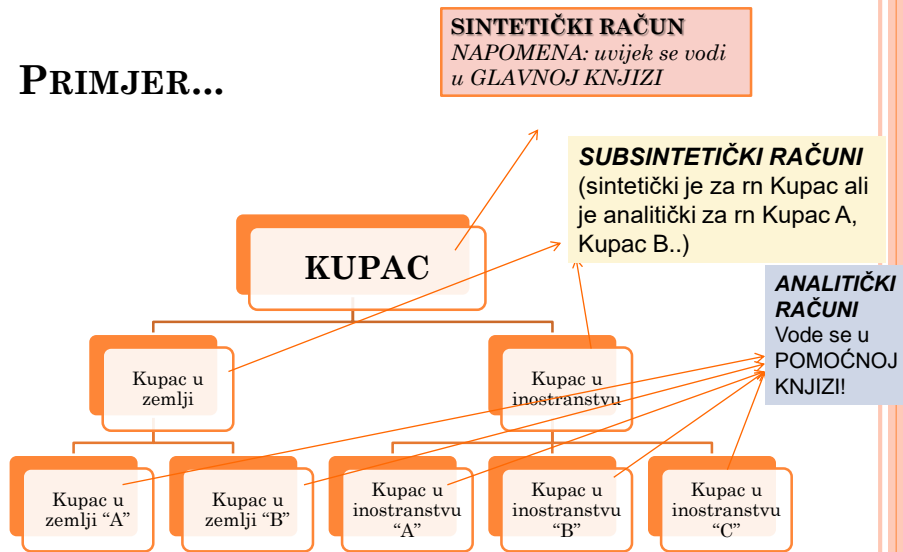 PRIMJER...
SINTETIČKI RAČUN
NAPOMENA: uvijek se vodi
u GLAVNOJ KNJIZI
SUBSINTETIČKI RAČUNI
(sintetički je za rn Kupac ali
je analitički za rn Kupac A,
Kupac B..)
ANALITIČKI
RAČUNI
Vode se u
POMOĆNOJ
KNJIZI!
KUPAC
Kupac u
zemlji
Kupac u
inostranstvu
Kupac u
zemlji “A”
Kupac u
zemlji “B”
Kupac u
inostranstvu
“A”
Kupac u
inostranstvu
“B”
Kupac u
inostranstvu
“C”